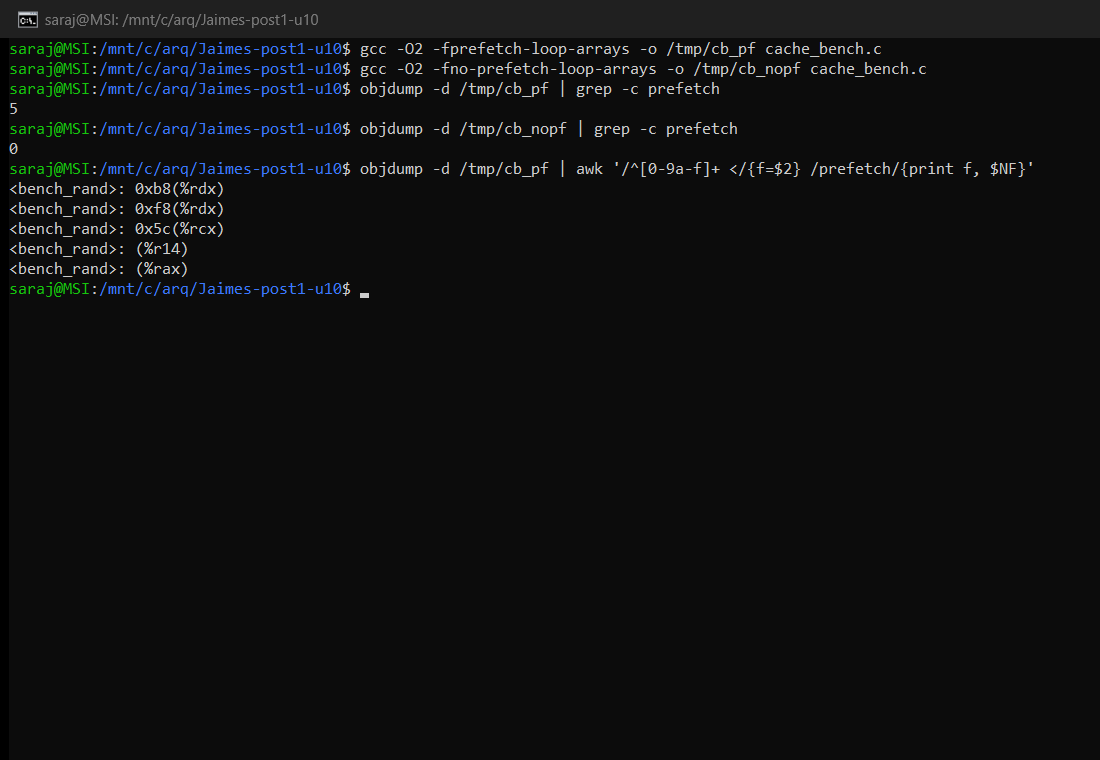 saraj@MSI: /mnt/c/arq/Jaimes-post1-u10
saraj@MSI:/mnt/c/arq/Jaimes-post1-u10$ gcc -O2 -fprefetch-loop-arrays -o /tmp/cb_pf cache_bench.c
saraj@MSI:/mnt/c/arq/Jaimes-post1-u10$ gcc -O2 -fno-prefetch-loop-arrays -o /tmp/cb_nopf cache_bench.c
saraj@MSI:/mnt/c/arq/Jaimes-post1-u10$ objdump -d /tmp/cb_pf | grep -c prefetch
5
saraj@MSI:/mnt/c/arq/Jaimes-post1-u10$ objdump -d /tmp/cb_nopf | grep -c prefetch
0
saraj@MSI:/mnt/c/arq/Jaimes-post1-u10$ objdump -d /tmp/cb_pf | awk '/^[0-9a-f]+ </{f=$2} /prefetch/{print f, $NF}'
<bench_rand>: 0xb8(%rdx)
<bench_rand>: 0xf8(%rdx)
<bench_rand>: 0x5c(%rcx)
<bench_rand>: (%r14)
<bench_rand>: (%rax)
saraj@MSI:/mnt/c/arq/Jaimes-post1-u10$